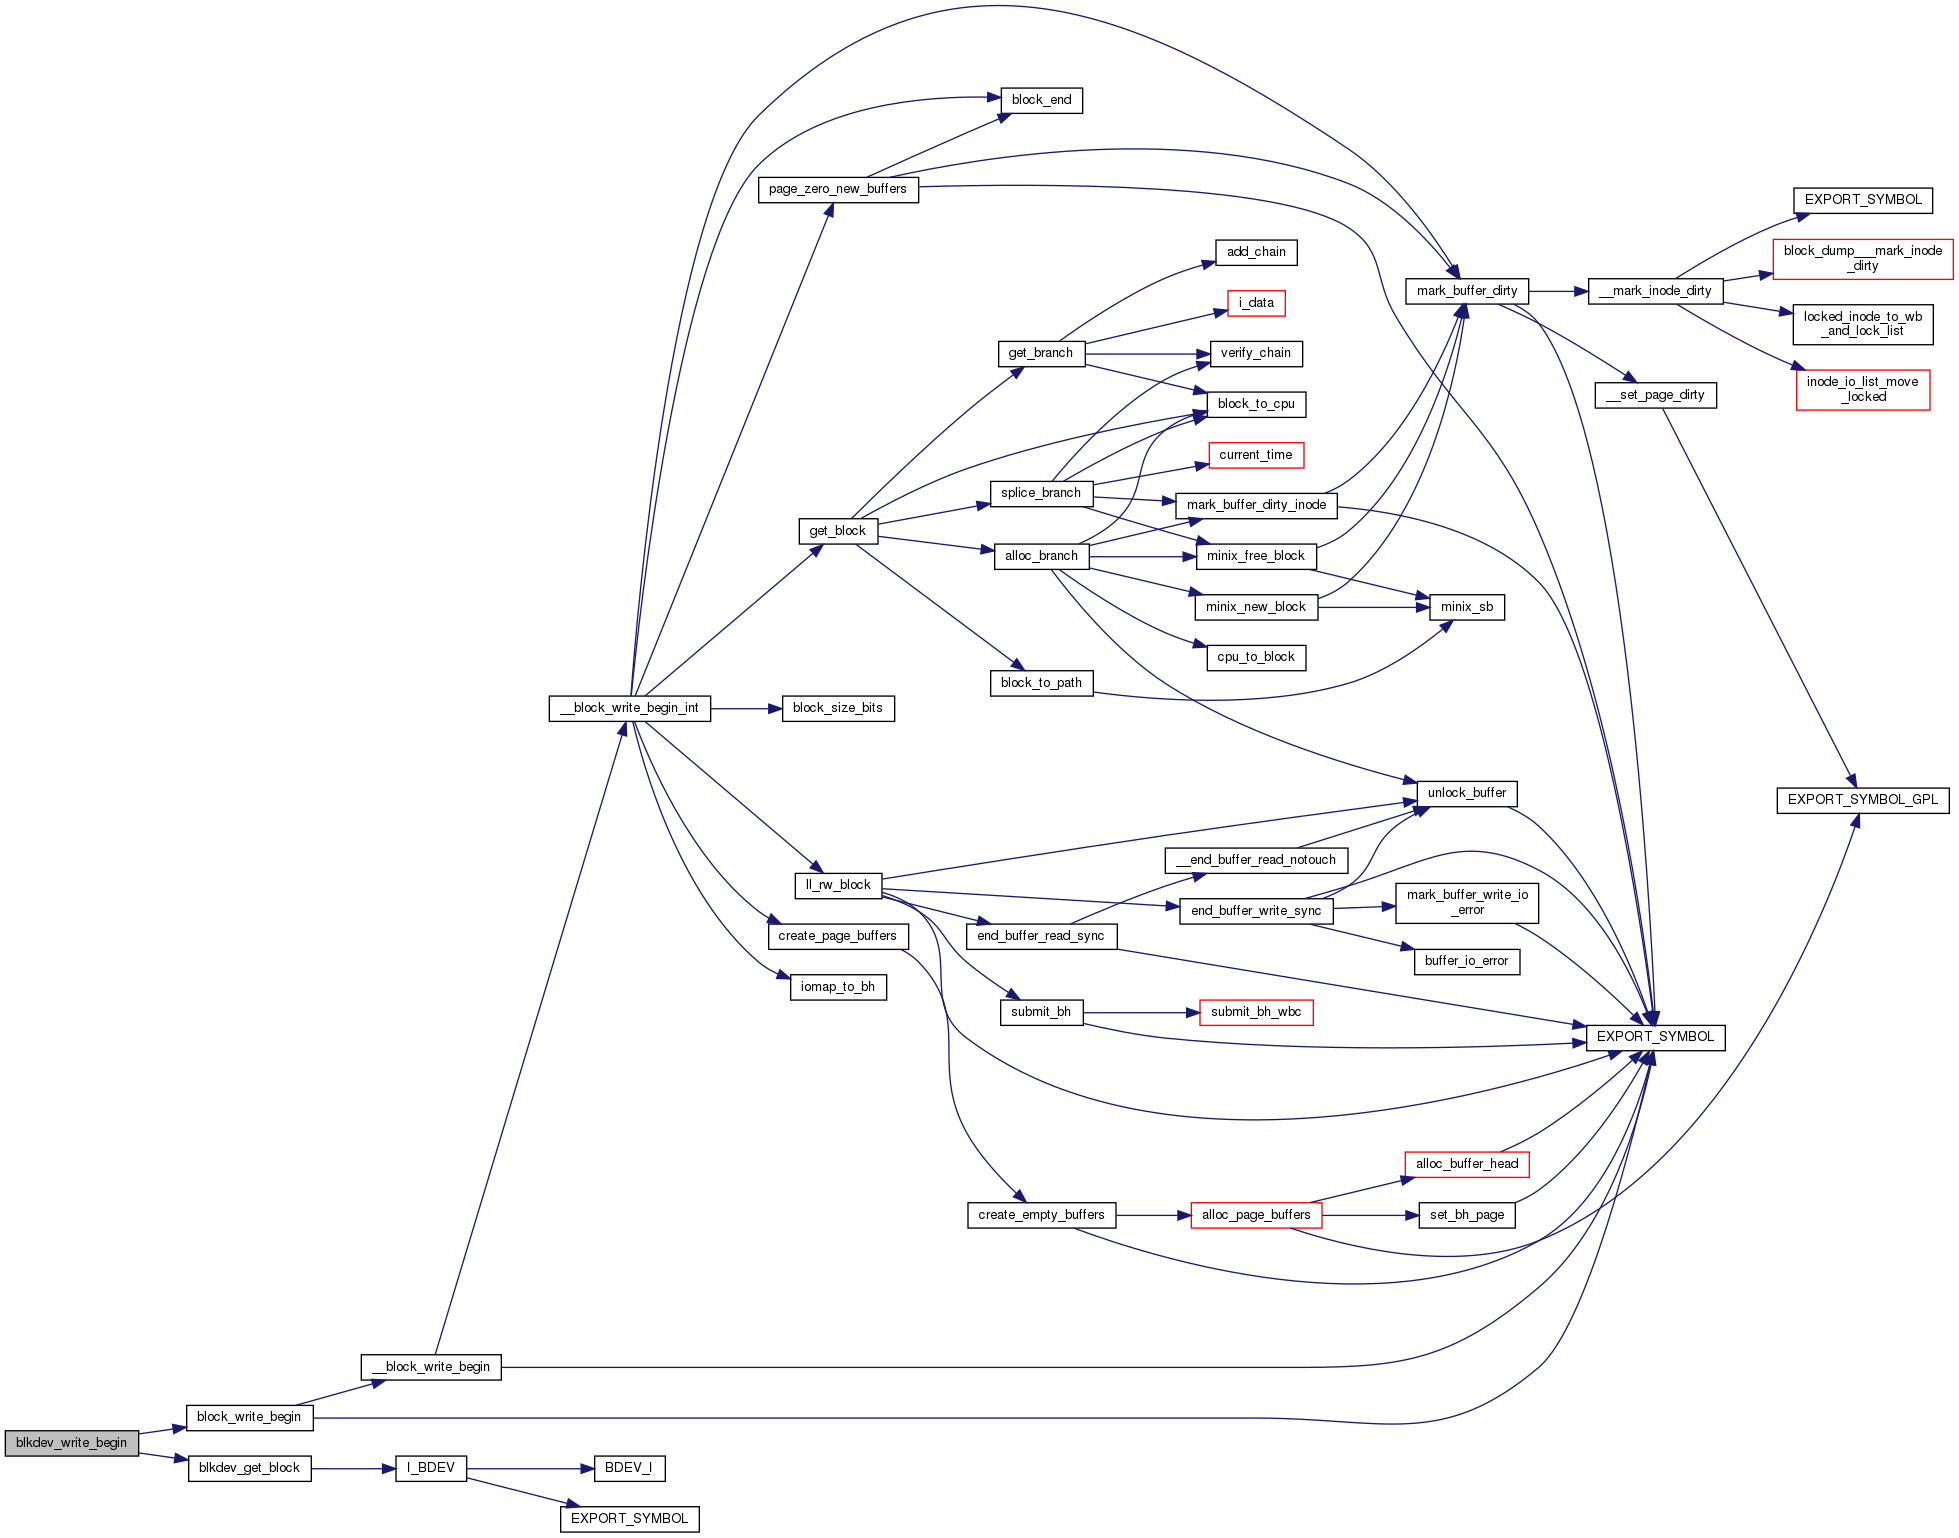 block_end
page_zero_new_buffers
EXPORT_SYMBOL
add_chain
block_dump___mark_inode
_dirty
mark_buffer_dirty
__mark_inode_dirty
i_data
locked_inode_to_wb
_and_lock_list
get_branch
verify_chain
inode_io_list_move
_locked
__set_page_dirty
block_to_cpu
current_time
splice_branch
mark_buffer_dirty_inode
get_block
alloc_branch
minix_free_block
minix_new_block
minix_sb
cpu_to_block
block_to_path
__block_write_begin_int
block_size_bits
unlock_buffer
EXPORT_SYMBOL_GPL
__end_buffer_read_notouch
ll_rw_block
mark_buffer_write_io
_error
end_buffer_write_sync
create_page_buffers
end_buffer_read_sync
buffer_io_error
iomap_to_bh
submit_bh
submit_bh_wbc
EXPORT_SYMBOL
alloc_buffer_head
create_empty_buffers
alloc_page_buffers
set_bh_page
__block_write_begin
block_write_begin
blkdev_write_begin
blkdev_get_block
I_BDEV
BDEV_I
EXPORT_SYMBOL